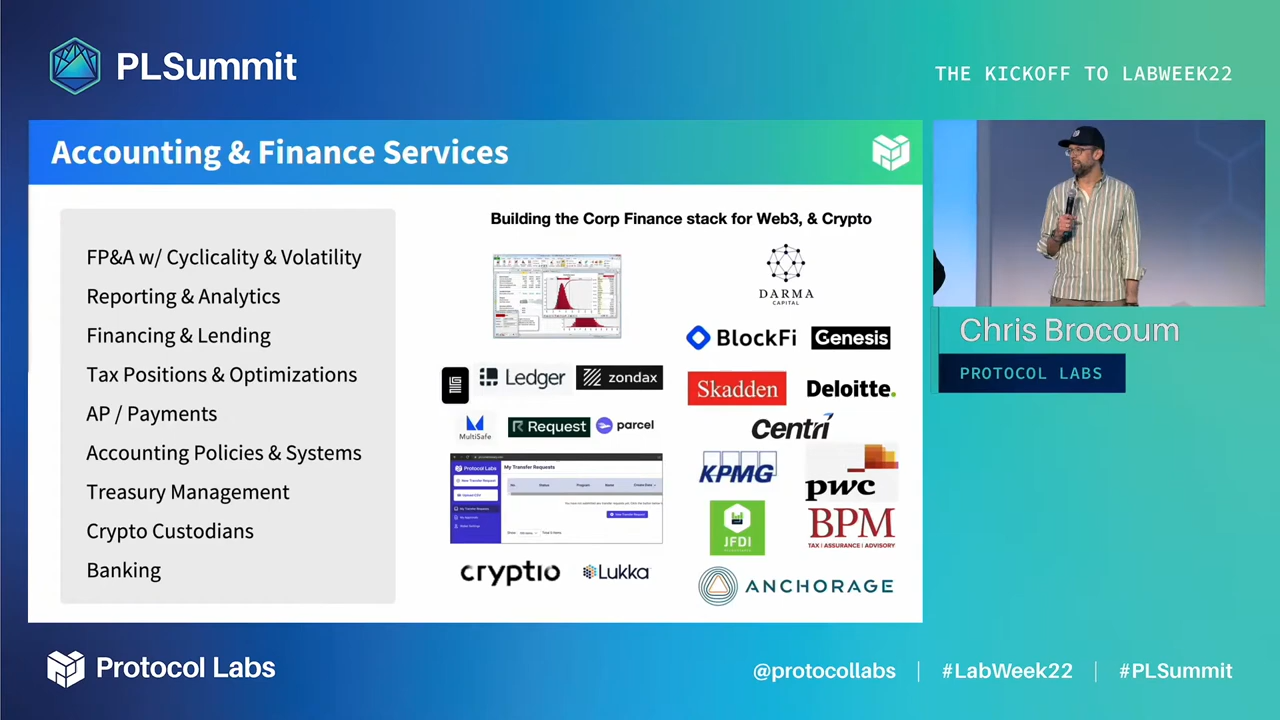 PLSummit
THE KICKOFF TO LABWEEK22
Accounting & Finance Services
FP&A w/ Cyclicality & Volatility
Reporting & Analytics
Financing & Lending
Tax Positions & Optimizations
AP / Payments
Accounting Policies & Systems
Treasury Management
Crypto Custodians
Banking
Building the Corp Finance stack for Web3, & Crypto
DARMA
CAPITAL
BlockFi
Genesis
Ledger
zondax
Skadden
Deloitte.
MultiSafe
Request
parcel
Centri
Protocol Labs
My Transfer Requests
KPMG
pwc
JFDI
BPM
TAX | ASSURANCE | ADVISORY
cryptio
Lukka
ANCHORAGE
Chris Brocoum
PROTOCOL LABS
Protocol Labs
@protocollabs | #LabWeek22 | #PLSummit